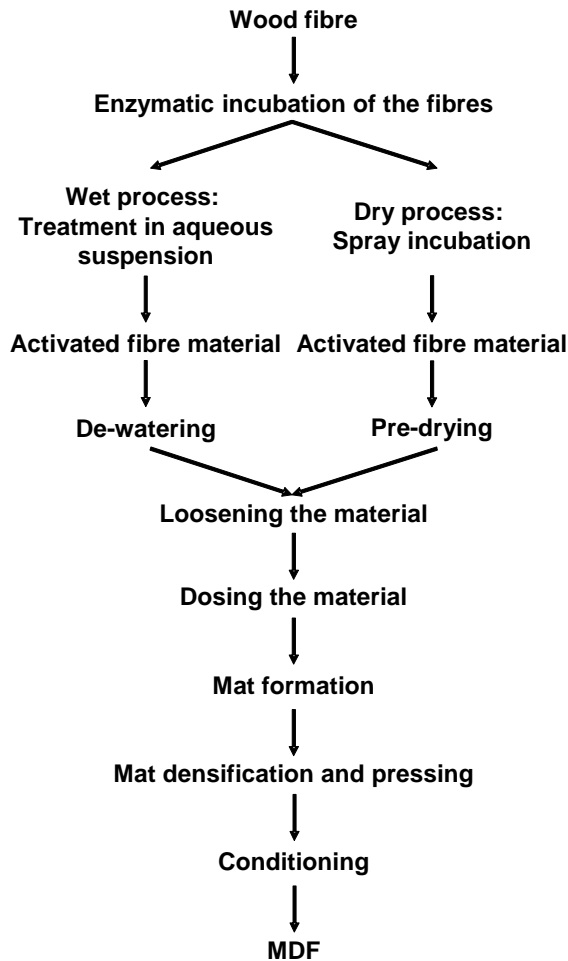 Wood fibre
Enzymatic incubation of the fibres
Wet process:
Treatment in aqueous
suspension
Dry process:
Spray incubation
Activated fibre material
Activated fibre material
De-watering
Pre-drying
Loosening the material
Dosing the material
Mat formation
Mat densification and pressing
Conditioning
MDF